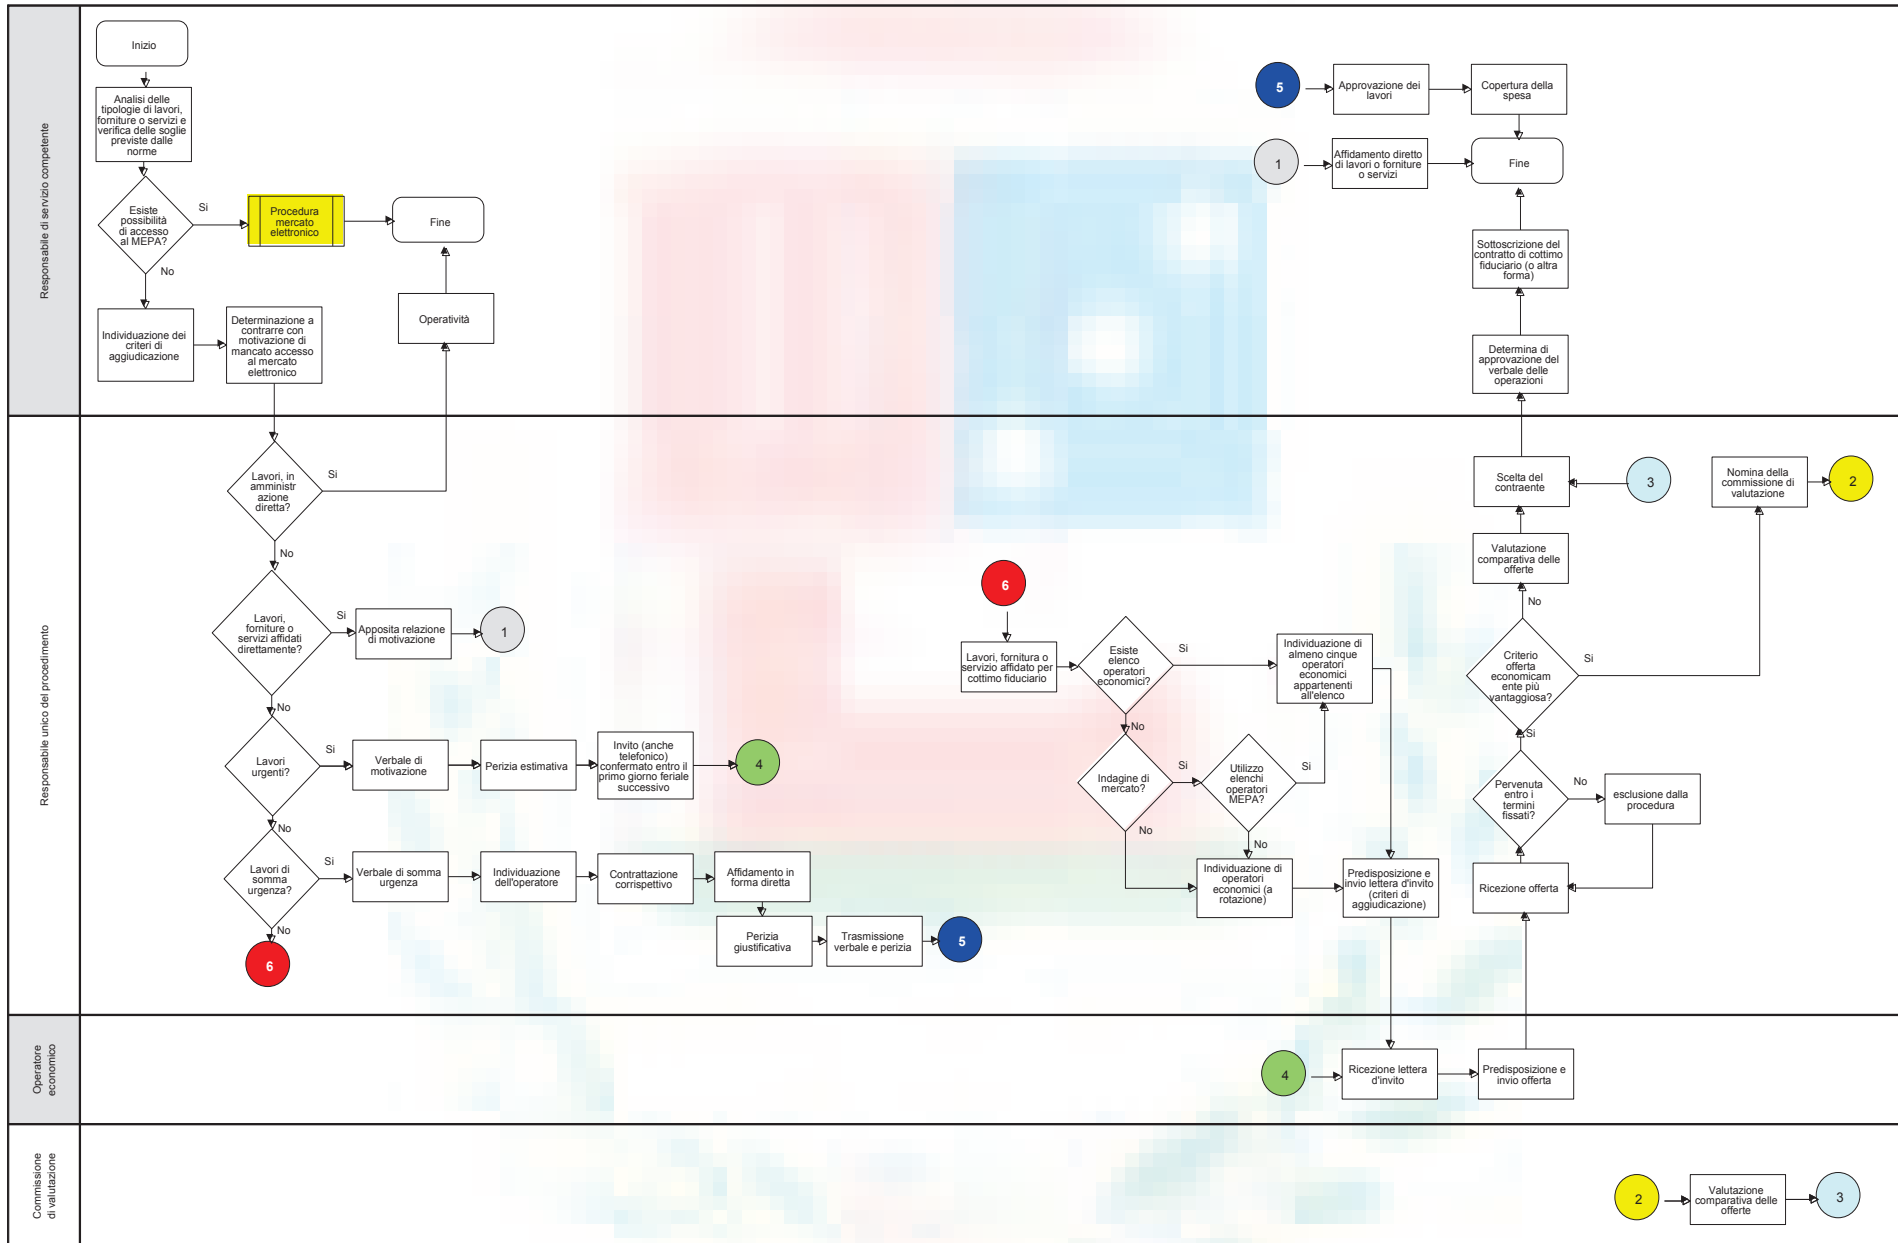 Responsabile di servizio competente
Inizio
Analisi delle
tipologie di lavori,
forniture o servizi e
verifica delle soglie
previste dalle
norme
Esiste
possibilità
di accesso
al MEPA?
Si
No
Procedura
mercato
elettronico
Fine
Individuazione dei
criteri di
aggiudicazione
Determinazione a
contrarre con
motivazione di
mancato accesso
al mercato
elettronico
Operatività
5
Approvazione dei
lavori
Copertura della
spesa
1
Affidamento diretto
di lavori o forniture
o servizi
Fine
Sottoscrizione del
contratto di cottimo
fiduciario (o altra
forma)
Determina di
approvazione del
verbale delle
operazioni
Responsabile unico del procedimento
Lavori, in
amministr
azione
diretta?
Si
No
Lavori,
forniture o
servizi affidati
direttamente?
Si
Apposita relazione
di motivazione
1
No
Lavori
urgenti?
Si
Verbale di
motivazione
Perizia estimativa
Invito (anche
telefonico)
confermato entro il
primo giorno feriale
successivo
4
No
Lavori di
somma
urgenza?
Si
Verbale di somma
urgenza
Individuazione
dell'operatore
Contrattazione
corrispettivo
Affidamento in
forma diretta
Perizia
giustificativa
Trasmissione
verbale e perizia
5
No
6
6
Lavori, fornitura o
servizio affidato per
cottimo fiduciario
Esiste
elenco
operatori
economici?
Si
No
Individuazione di
almeno cinque
operatori
economici
appartenenti
all'elenco
Indagine di
mercato?
Si
No
Utilizzo
elenchi
operatori
MEPA?
Si
No
Individuazione di
operatori
economici (a
rotazione)
Predisposizione e
invio lettera d'invito
(criteri di
aggiudicazione)
Scelta del
contraente
3
Nomina della
commissione di
valutazione
2
Valutazione
comparativa delle
offerte
No
Criterio
offerta
economicam
ente più
vantaggiosa?
Si
Si
Pervenuta
entro i
termini
fissati?
No
esclusione dalla
procedura
Ricezione offerta
Operatore
economico
4
Ricezione lettera
d'invito
Predisposizione e
invio offerta
Commissione
di valutazione
2
Valutazione
comparativa delle
offerte
3